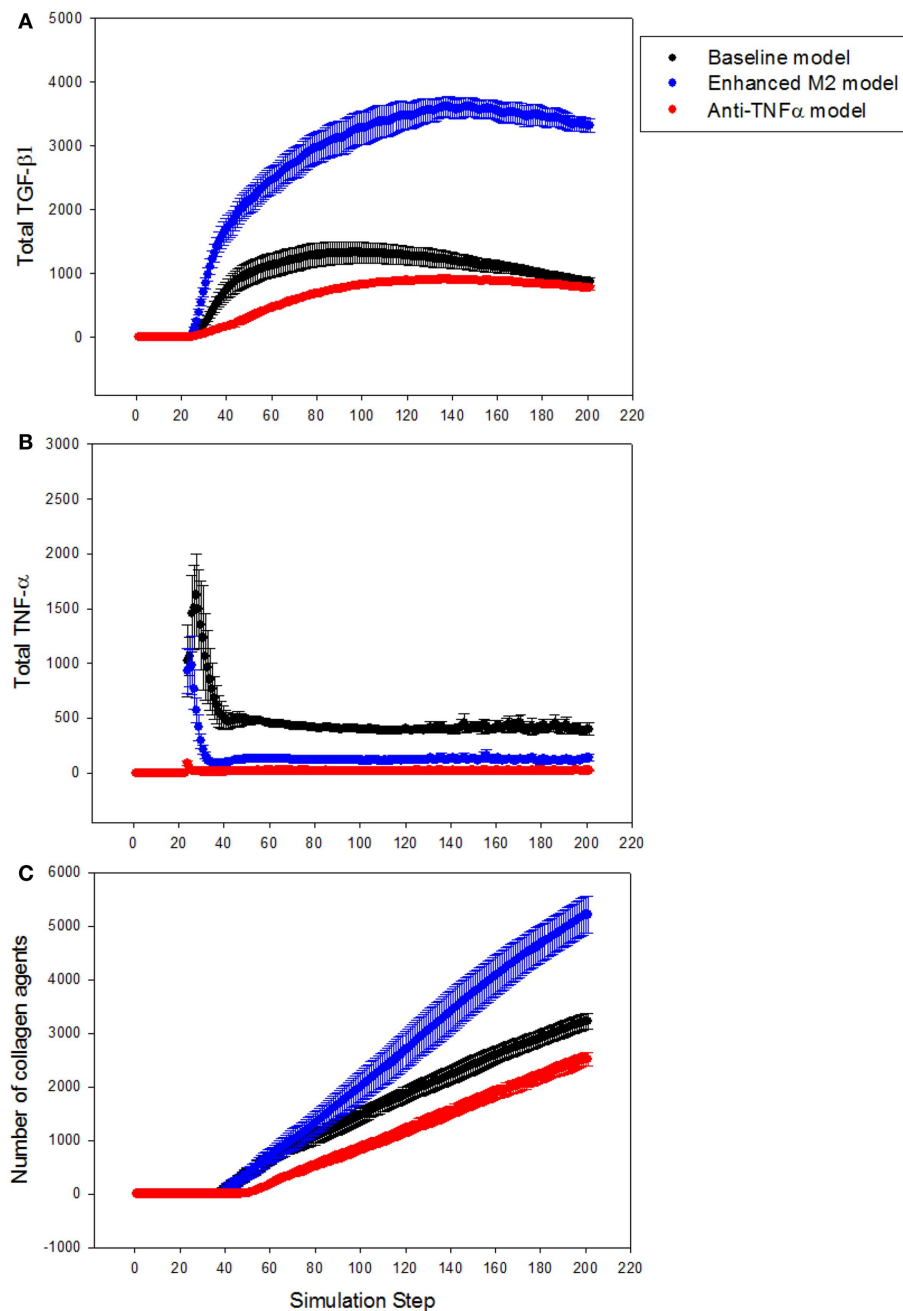 A
5000
4000
3000
2000
1000
0
Total TGF-β1
0 20 40 60 80 100 120 140 160 180 200 220
Baseline model
Enhanced M2 model
Anti-TNFα model
B
3000
2500
2000
1500
1000
500
0
Total TNF-α
0 20 40 60 80 100 120 140 160 180 200 220
C
6000
5000
4000
3000
2000
1000
0
-1000
Number of collagen agents
0 20 40 60 80 100 120 140 160 180 200 220
Simulation Step